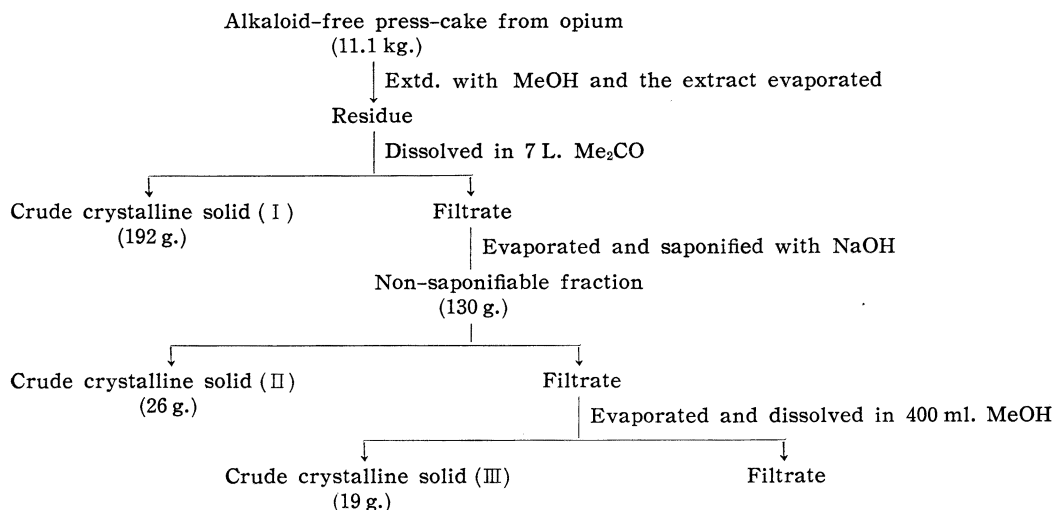 Alkaloid-free press-cake from opium
(11.1 kg.)
Extd. with MeOH and the extract evaporated
Residue
Dissolved in 7 L. Me₂CO
Crude crystalline solid (Ⅰ)
(192 g.)
Filtrate
Evaporated and saponified with NaOH
Non-saponifiable fraction
(130 g.)
Crude crystalline solid (Ⅱ)
(26 g.)
Filtrate
Evaporated and dissolved in 400 ml. MeOH
Crude crystalline solid (Ⅲ)
(19 g.)
Filtrate